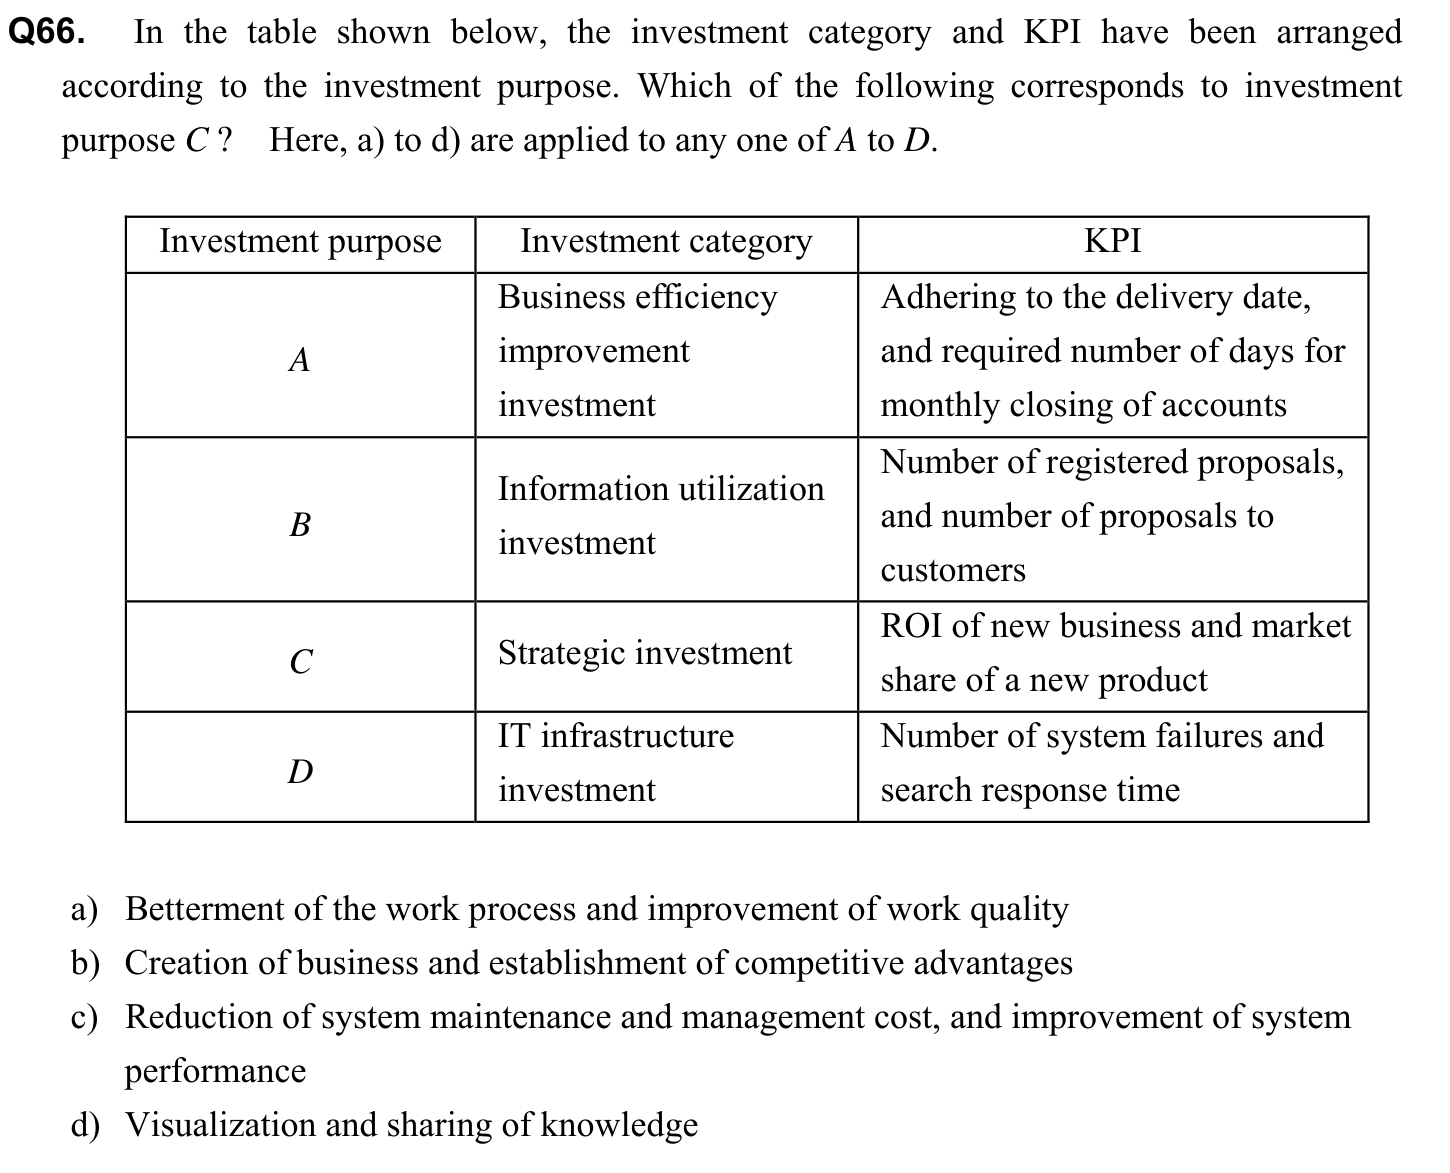 Q66. In the table shown below, the investment category and KPI have been arranged
according to the investment purpose. Which of the following corresponds to investment
purpose C ? Here, a) to d) are applied to any one of A to D.
Investment purpose Investment category KPI
A
Business efficiency
improvement
investment
Adhering to the delivery date,
and required number of days for
monthly closing of accounts
B
Information utilization
investment
Number of registered proposals,
and number of proposals to
customers
C
Strategic investment
ROI of new business and market
share of a new product
D
IT infrastructure
investment
Number of system failures and
search response time
a) Betterment of the work process and improvement of work quality
b) Creation of business and establishment of competitive advantages
c) Reduction of system maintenance and management cost, and improvement of system
performance
d) Visualization and sharing of knowledge